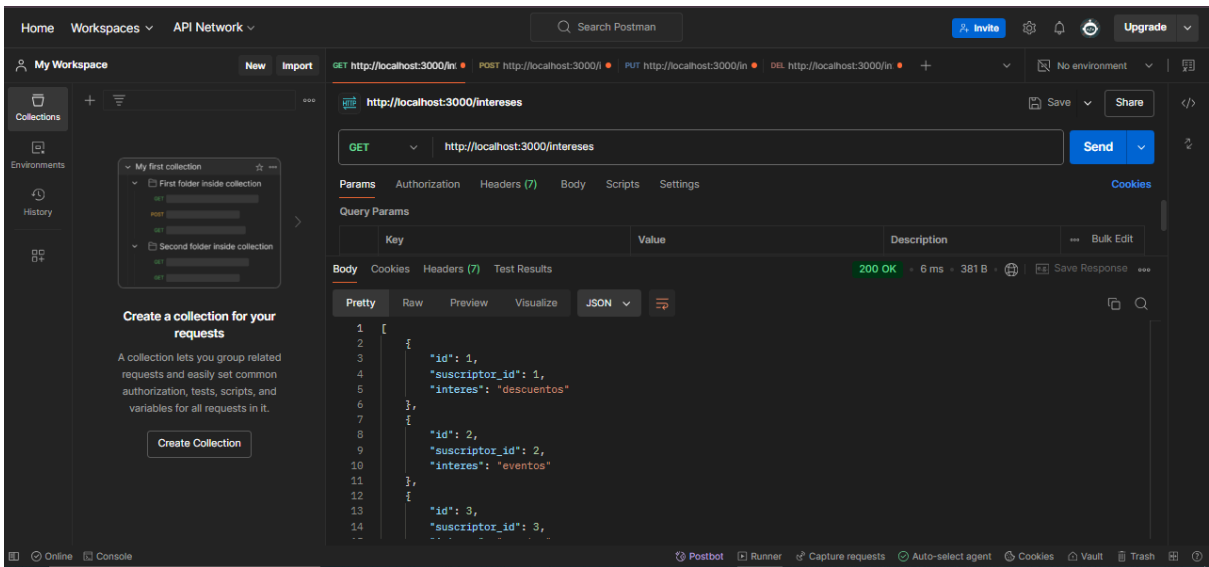 Home Workspaces API Network Search Postman Invite Upgrade
My Workspace New Import GET http://localhost:3000/int POST http://localhost:3000/i PUT http://localhost:3000/in DEL http://localhost:3000/in No environment
Collections
Environments
History
My first collection
First folder inside collection
GET
POST
GET
Second folder inside collection
GET
GET
Create a collection for your
requests
A collection lets you group related
requests and easily set common
authorization, tests, scripts, and
variables for all requests in it.
Create Collection
HTTP http://localhost:3000/intereses Save Share
GET http://localhost:3000/intereses Send
Params Authorization Headers (7) Body Scripts Settings Cookies
Query Params
Key Value Description Bulk Edit
Body Cookies Headers (7) Test Results 200 OK 6 ms 381 B Save Response
Pretty Raw Preview Visualize JSON
1 [
2 {
3 "id": 1,
4 "suscriptor_id": 1,
5 "interes": "descuentos"
6 },
7 {
8 "id": 2,
9 "suscriptor_id": 2,
10 "interes": "eventos"
11 },
12 {
13 "id": 3,
14 "suscriptor_id": 3,
Online Console Postbot Runner Capture requests Auto-select agent Cookies Vault Trash